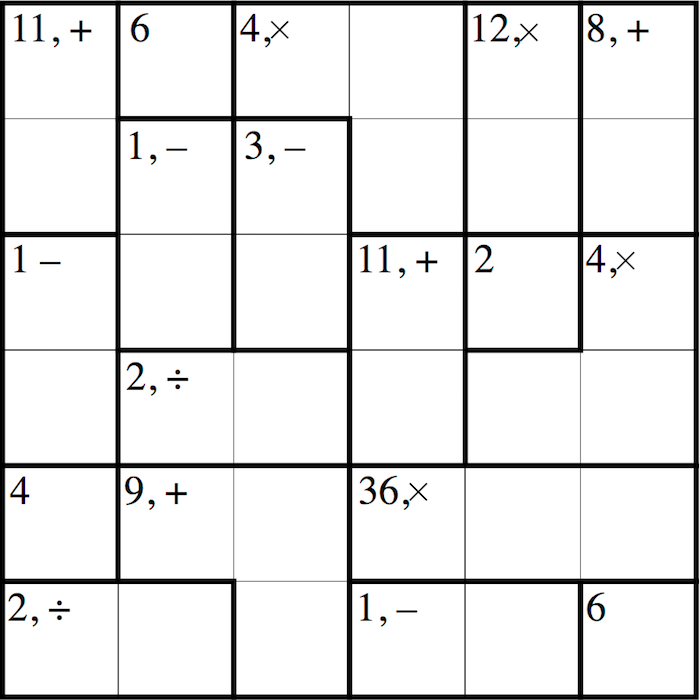 11, + 6 4,× 12,× 8, +
1, − 3, −
1 − 11, + 2 4,×
2, ÷
4 9, + 36,×
2, ÷ 1, − 6